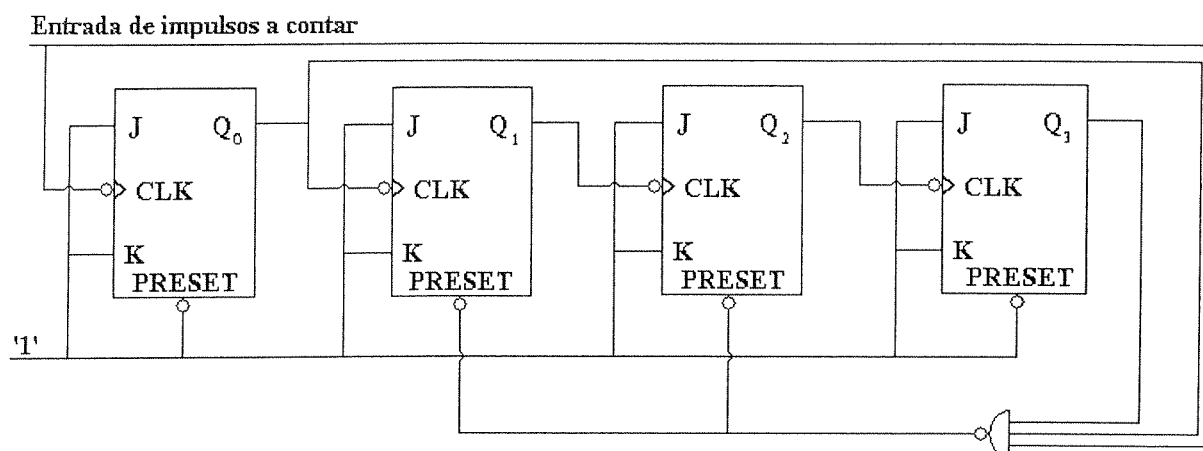 Entrada de impulsos a contar
J Q0 J Q1 J Q2 J Q3
CLK CLK CLK CLK
K K K K
PRESET PRESET PRESET PRESET
'1'